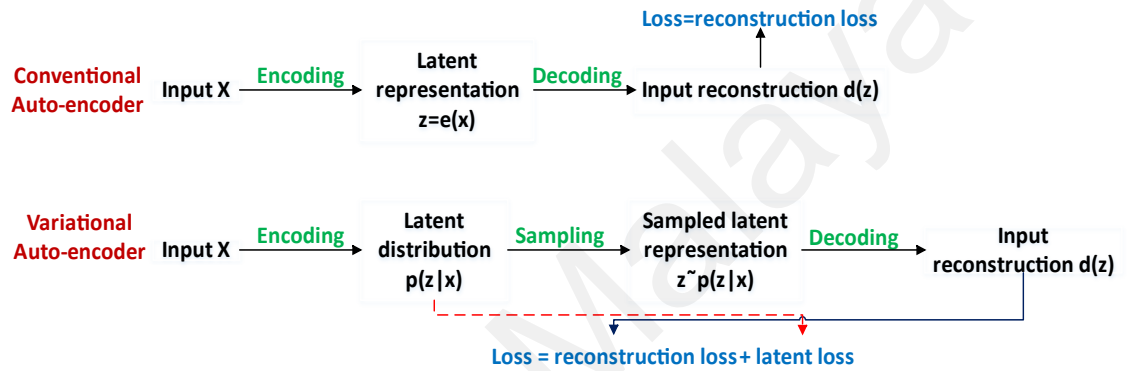 Loss=reconstruction loss
Conventional
Auto-encoder
Input X
Encoding
Latent
representation
z=e(x)
Decoding
Input reconstruction d(z)
Variational
Auto-encoder
Input X
Encoding
Latent
distribution
p(z|x)
Sampling
Sampled latent
representation
z~p(z|x)
Decoding
Input
reconstruction d(z)
Loss = reconstruction loss+ latent loss
Malaya